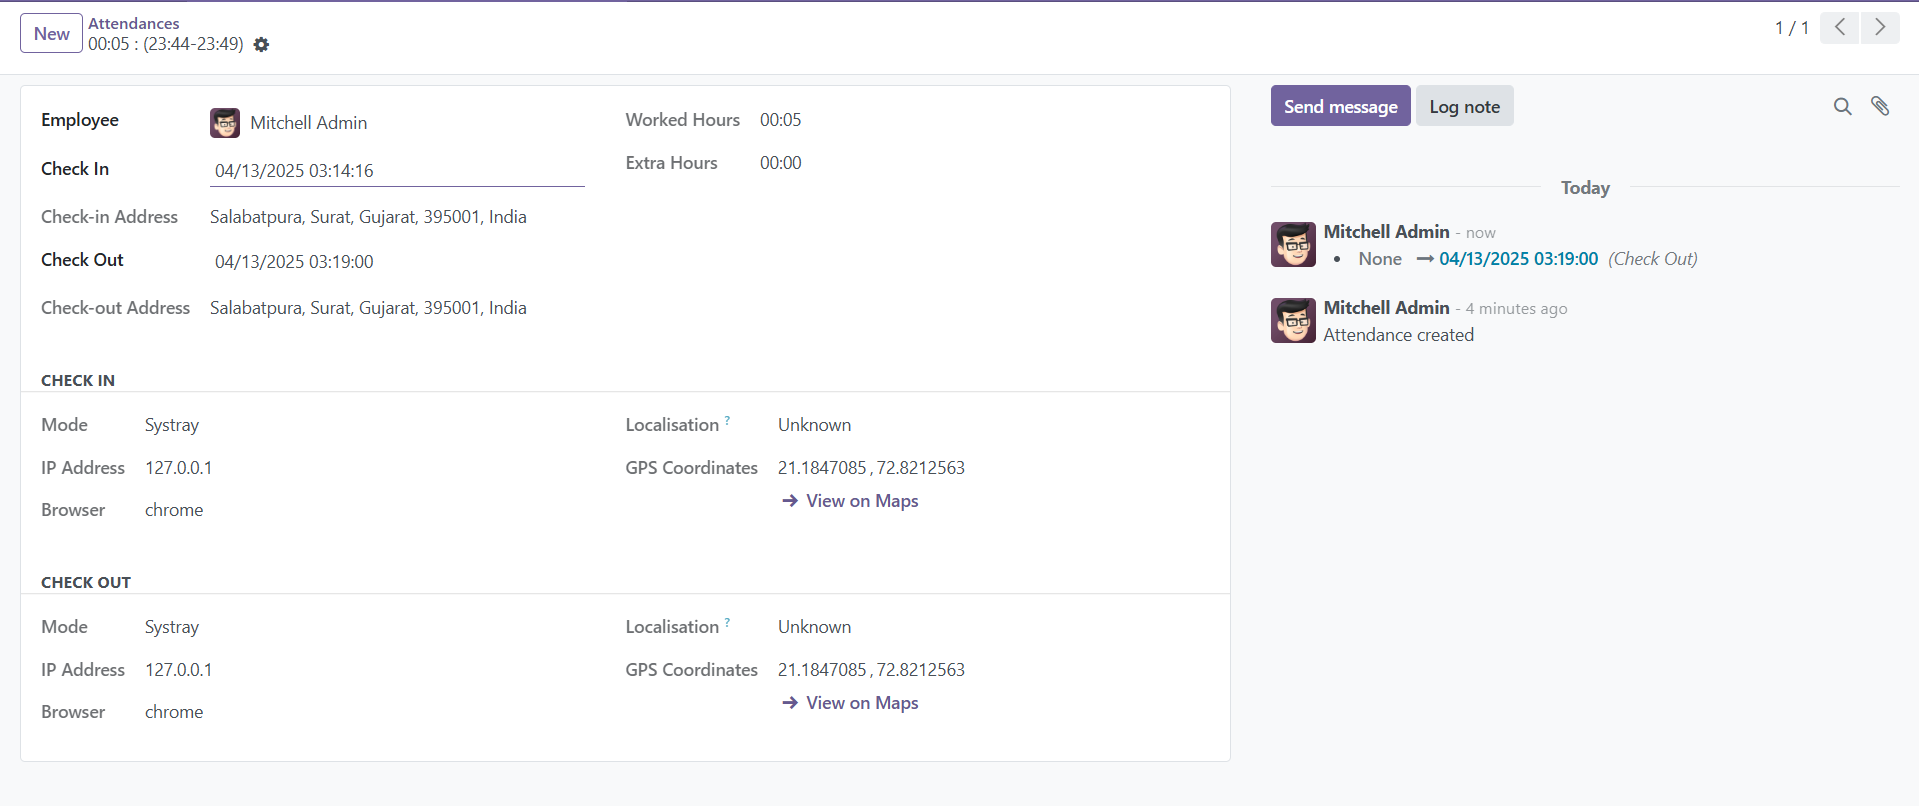 New
Attendances
00:05 : (23:44-23:49)
1 / 1
Employee Mitchell Admin
Check In 04/13/2025 03:14:16
Check-in Address Salabatpura, Surat, Gujarat, 395001, India
Check Out 04/13/2025 03:19:00
Check-out Address Salabatpura, Surat, Gujarat, 395001, India
Worked Hours 00:05
Extra Hours 00:00
CHECK IN
Mode Systray
IP Address 127.0.0.1
Browser chrome
Localisation ? Unknown
GPS Coordinates 21.1847085 , 72.8212563
→ View on Maps
CHECK OUT
Mode Systray
IP Address 127.0.0.1
Browser chrome
Localisation ? Unknown
GPS Coordinates 21.1847085 , 72.8212563
→ View on Maps
Send message Log note
Today
Mitchell Admin - now
• None → 04/13/2025 03:19:00 (Check Out)
Mitchell Admin - 4 minutes ago
Attendance created